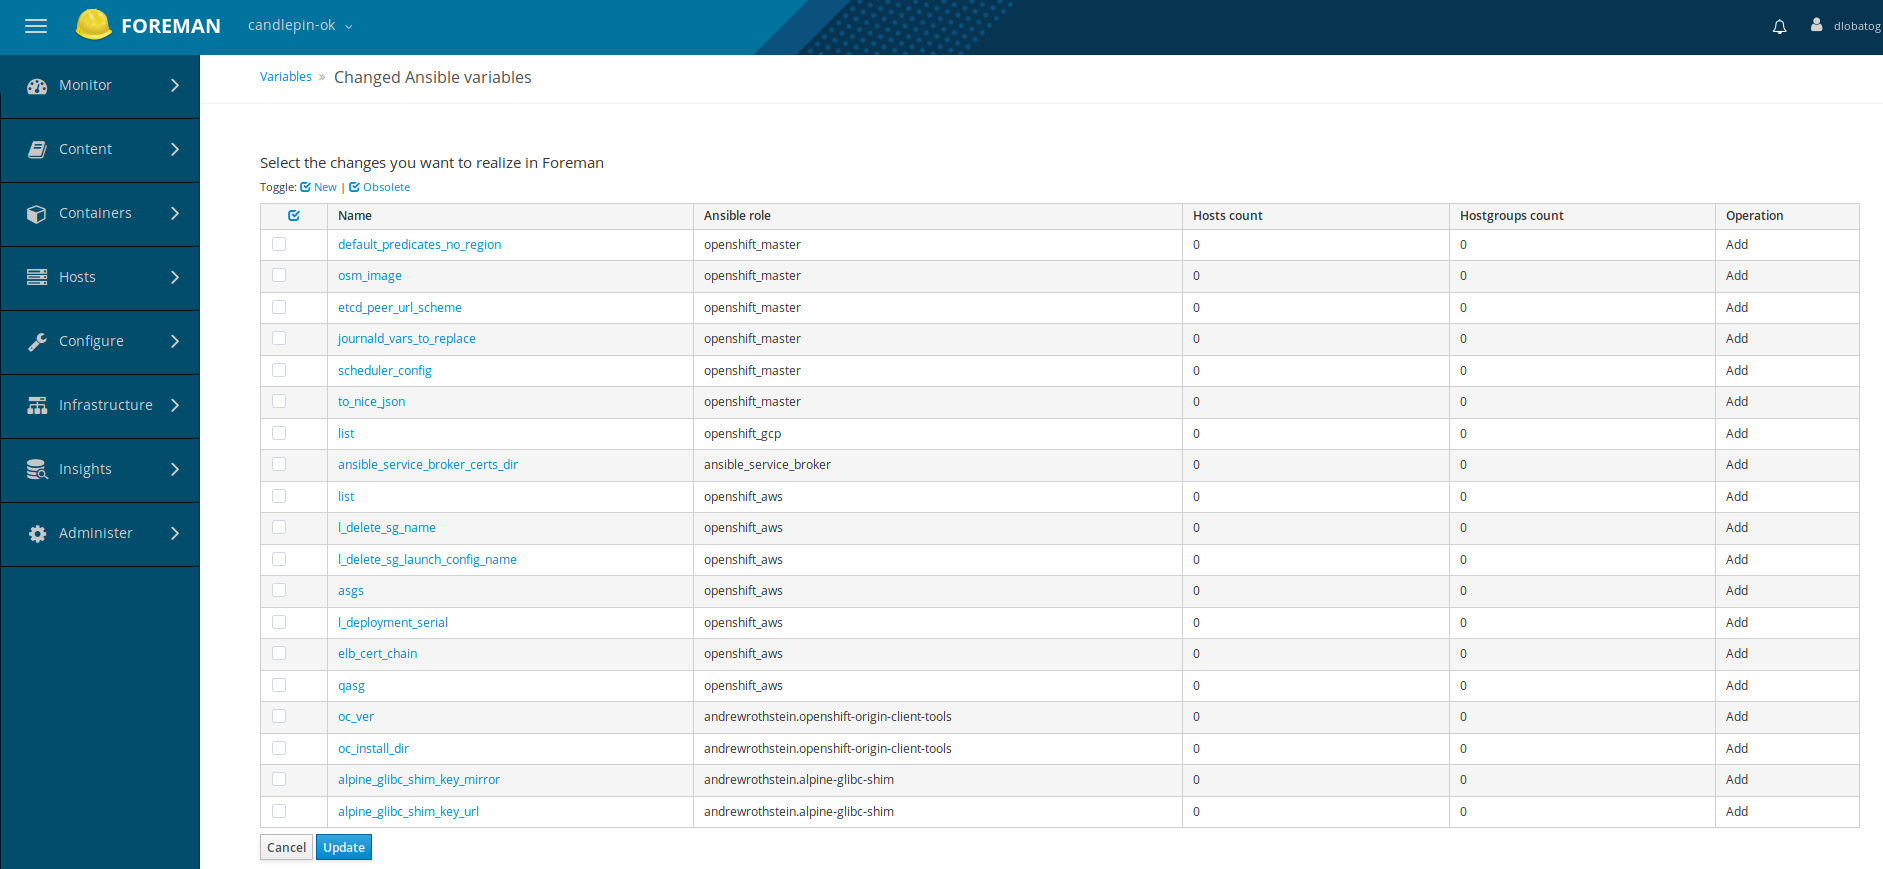 FOREMAN candlepin-ok dlobatog
Monitor
Content
Containers
Hosts
Configure
Infrastructure
Insights
Administer
Variables » Changed Ansible variables
Select the changes you want to realize in Foreman
Toggle: New | Obsolete
Name Ansible role Hosts count Hostgroups count Operation
default_predicates_no_region openshift_master 0 0 Add
osm_image openshift_master 0 0 Add
etcd_peer_url_scheme openshift_master 0 0 Add
journald_vars_to_replace openshift_master 0 0 Add
scheduler_config openshift_master 0 0 Add
to_nice_json openshift_master 0 0 Add
list openshift_gcp 0 0 Add
ansible_service_broker_certs_dir ansible_service_broker 0 0 Add
list openshift_aws 0 0 Add
l_delete_sg_name openshift_aws 0 0 Add
l_delete_sg_launch_config_name openshift_aws 0 0 Add
asgs openshift_aws 0 0 Add
l_deployment_serial openshift_aws 0 0 Add
elb_cert_chain openshift_aws 0 0 Add
qasg openshift_aws 0 0 Add
oc_ver andrewrothstein.openshift-origin-client-tools 0 0 Add
oc_install_dir andrewrothstein.openshift-origin-client-tools 0 0 Add
alpine_glibc_shim_key_mirror andrewrothstein.alpine-glibc-shim 0 0 Add
alpine_glibc_shim_key_url andrewrothstein.alpine-glibc-shim 0 0 Add
Cancel Update